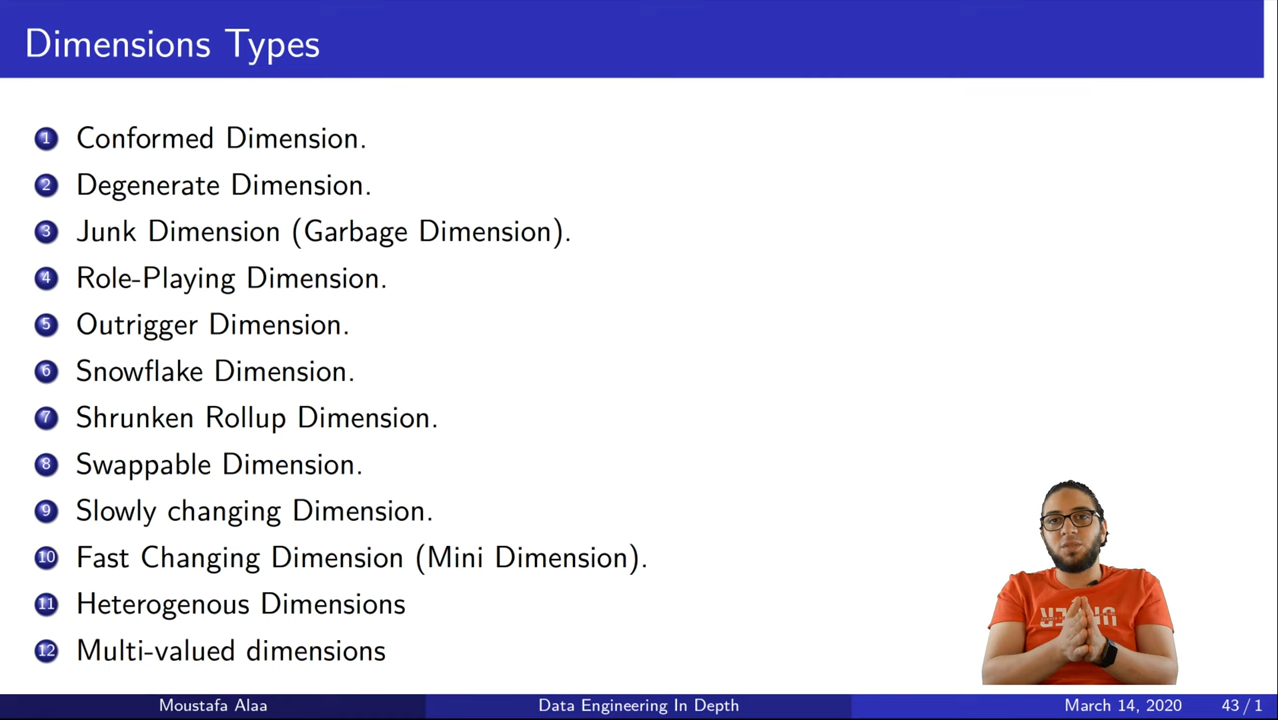 Dimensions Types
1 Conformed Dimension.
2 Degenerate Dimension.
3 Junk Dimension (Garbage Dimension).
4 Role-Playing Dimension.
5 Outrigger Dimension.
6 Snowflake Dimension.
7 Shrunken Rollup Dimension.
8 Swappable Dimension.
9 Slowly changing Dimension.
10 Fast Changing Dimension (Mini Dimension).
11 Heterogenous Dimensions
12 Multi-valued dimensions
Moustafa Alaa Data Engineering In Depth March 14, 2020 43 / 1